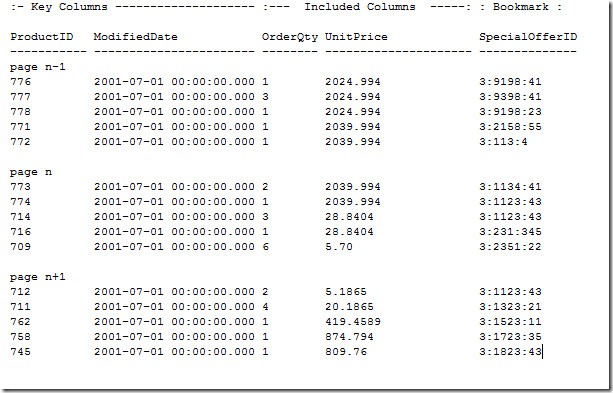 :- Key Columns -------------------- :--- Included Columns -----: : Bookmark :
ProductID ModifiedDate OrderQty UnitPrice SpecialOfferID
----------- ----------------------- -------- --------------------- --------------
page n-1
776 2001-07-01 00:00:00.000 1 2024.994 3:9198:41
777 2001-07-01 00:00:00.000 3 2024.994 3:9398:41
778 2001-07-01 00:00:00.000 1 2024.994 3:9198:23
771 2001-07-01 00:00:00.000 1 2039.994 3:2158:55
772 2001-07-01 00:00:00.000 1 2039.994 3:113:4
page n
773 2001-07-01 00:00:00.000 2 2039.994 3:1134:41
774 2001-07-01 00:00:00.000 1 2039.994 3:1123:43
714 2001-07-01 00:00:00.000 3 28.8404 3:1123:43
716 2001-07-01 00:00:00.000 1 28.8404 3:231:345
709 2001-07-01 00:00:00.000 6 5.70 3:2351:22
page n+1
712 2001-07-01 00:00:00.000 2 5.1865 3:1123:43
711 2001-07-01 00:00:00.000 4 20.1865 3:1323:21
762 2001-07-01 00:00:00.000 1 419.4589 3:1523:11
758 2001-07-01 00:00:00.000 1 874.794 3:1723:35
745 2001-07-01 00:00:00.000 1 809.76 3:1823:43